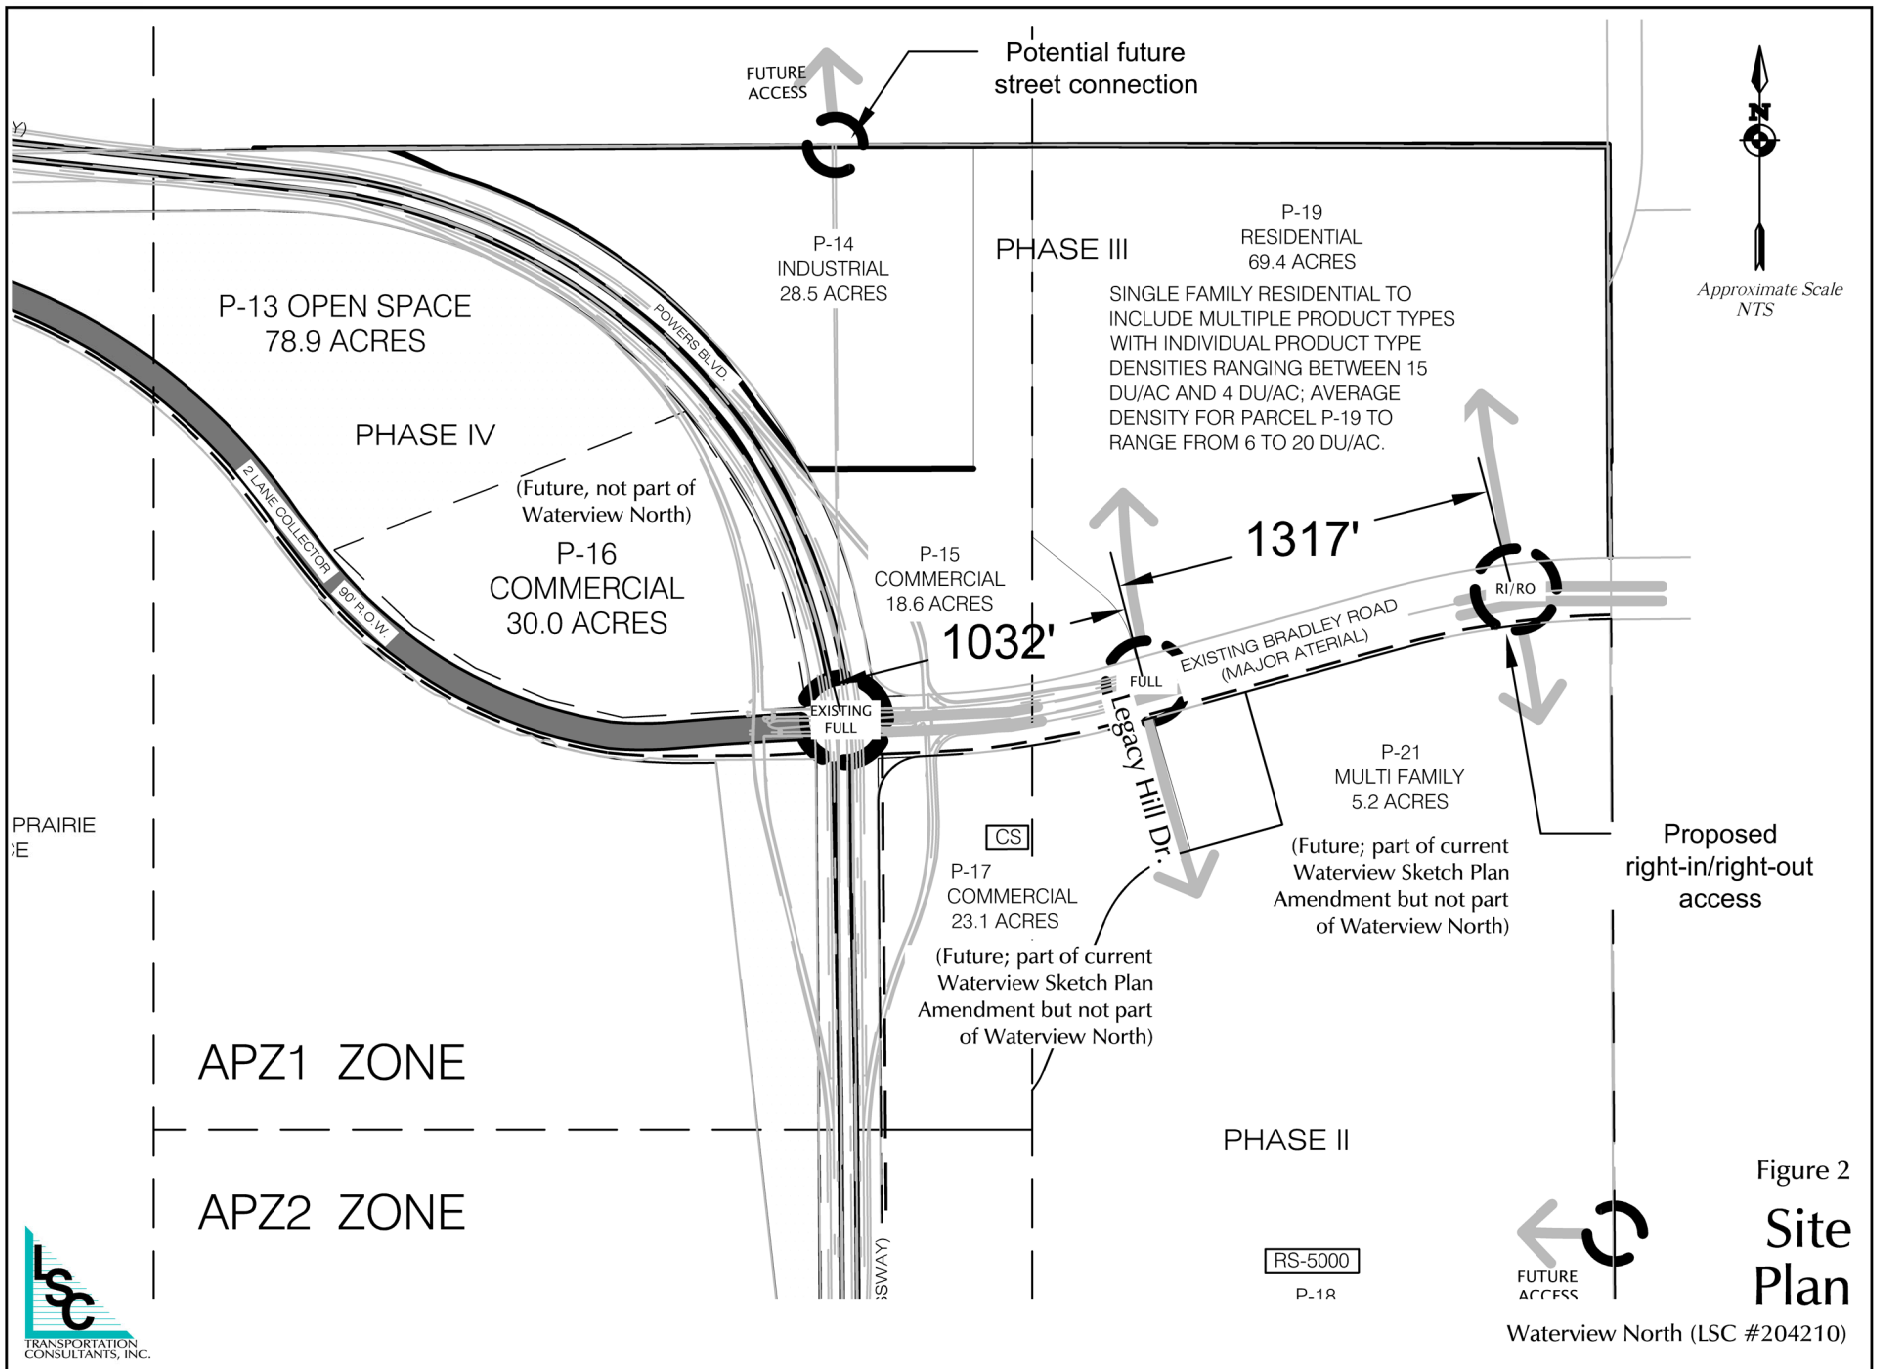 Potential future
street connection
FUTURE
ACCESS
Y)
N
Approximate Scale
NTS
P-14
INDUSTRIAL
28.5 ACRES
PHASE III
P-19
RESIDENTIAL
69.4 ACRES
SINGLE FAMILY RESIDENTIAL TO
INCLUDE MULTIPLE PRODUCT TYPES
WITH INDIVIDUAL PRODUCT TYPE
DENSITIES RANGING BETWEEN 15
DU/AC AND 4 DU/AC; AVERAGE
DENSITY FOR PARCEL P-19 TO
RANGE FROM 6 TO 20 DU/AC.
P-13 OPEN SPACE
78.9 ACRES
POWERS BLVD.
PHASE IV
2 LANE COLLECTOR
90' R.O.W.
(Future, not part of
Waterview North)
P-16
COMMERCIAL
30.0 ACRES
P-15
COMMERCIAL
18.6 ACRES
1317'
1032'
RI/RO
EXISTING BRADLEY ROAD
(MAJOR ATERIAL)
FULL
EXISTING
FULL
Legacy Hill Dr.
P-21
MULTI FAMILY
5.2 ACRES
(Future; part of current
Waterview Sketch Plan
Amendment but not part
of Waterview North)
Proposed
right-in/right-out
access
PRAIRIE
CE
CS
P-17
COMMERCIAL
23.1 ACRES
(Future; part of current
Waterview Sketch Plan
Amendment but not part
of Waterview North)
APZ1 ZONE
APZ2 ZONE
PHASE II
SSWAY)
RS-5000
P-18
FUTURE
ACCESS
Figure 2
Site
Plan
Waterview North (LSC #204210)
LSC
TRANSPORTATION
CONSULTANTS, INC.